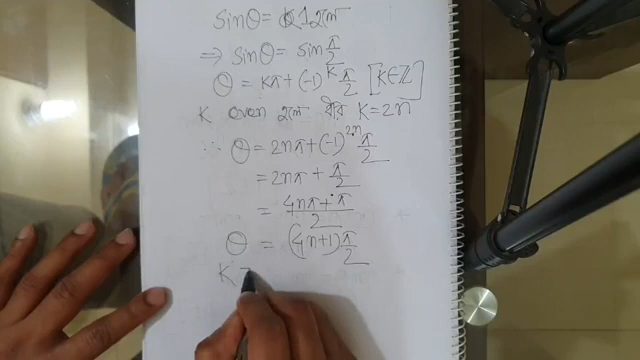 sinθ = 1 হলে
⇒ sinθ = sin π/2
θ = Kπ + (-1)^K π/2 [K∈ℤ]
K even হলে ধরি K = 2n
∴ θ = 2nπ + (-1)^2n π/2
= 2nπ + π/2
= 4nπ + π / 2
θ = (4n+1) π/2
K =